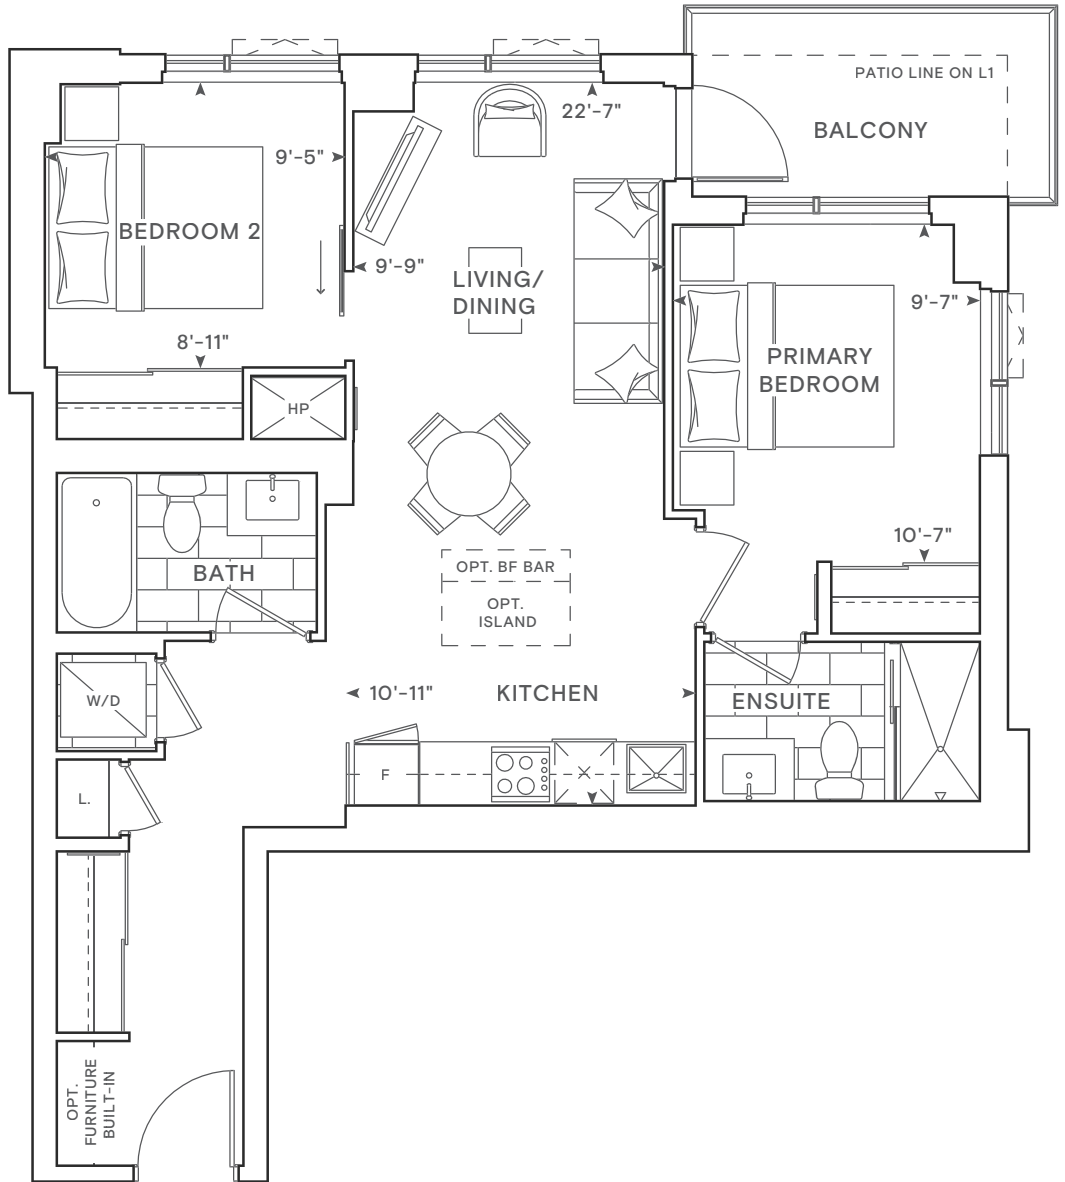 PATIO LINE ON L1
22'-7"
BALCONY
9'-5"
BEDROOM 2
9'-9"
LIVING/
DINING
9'-7"
8'-11"
PRIMARY
BEDROOM
HP
10'-7"
OPT. BF BAR
BATH
OPT.
ISLAND
10'-11"
KITCHEN
W/D
ENSUITE
F
L.
OPT.
FURNITURE
BUILT-IN